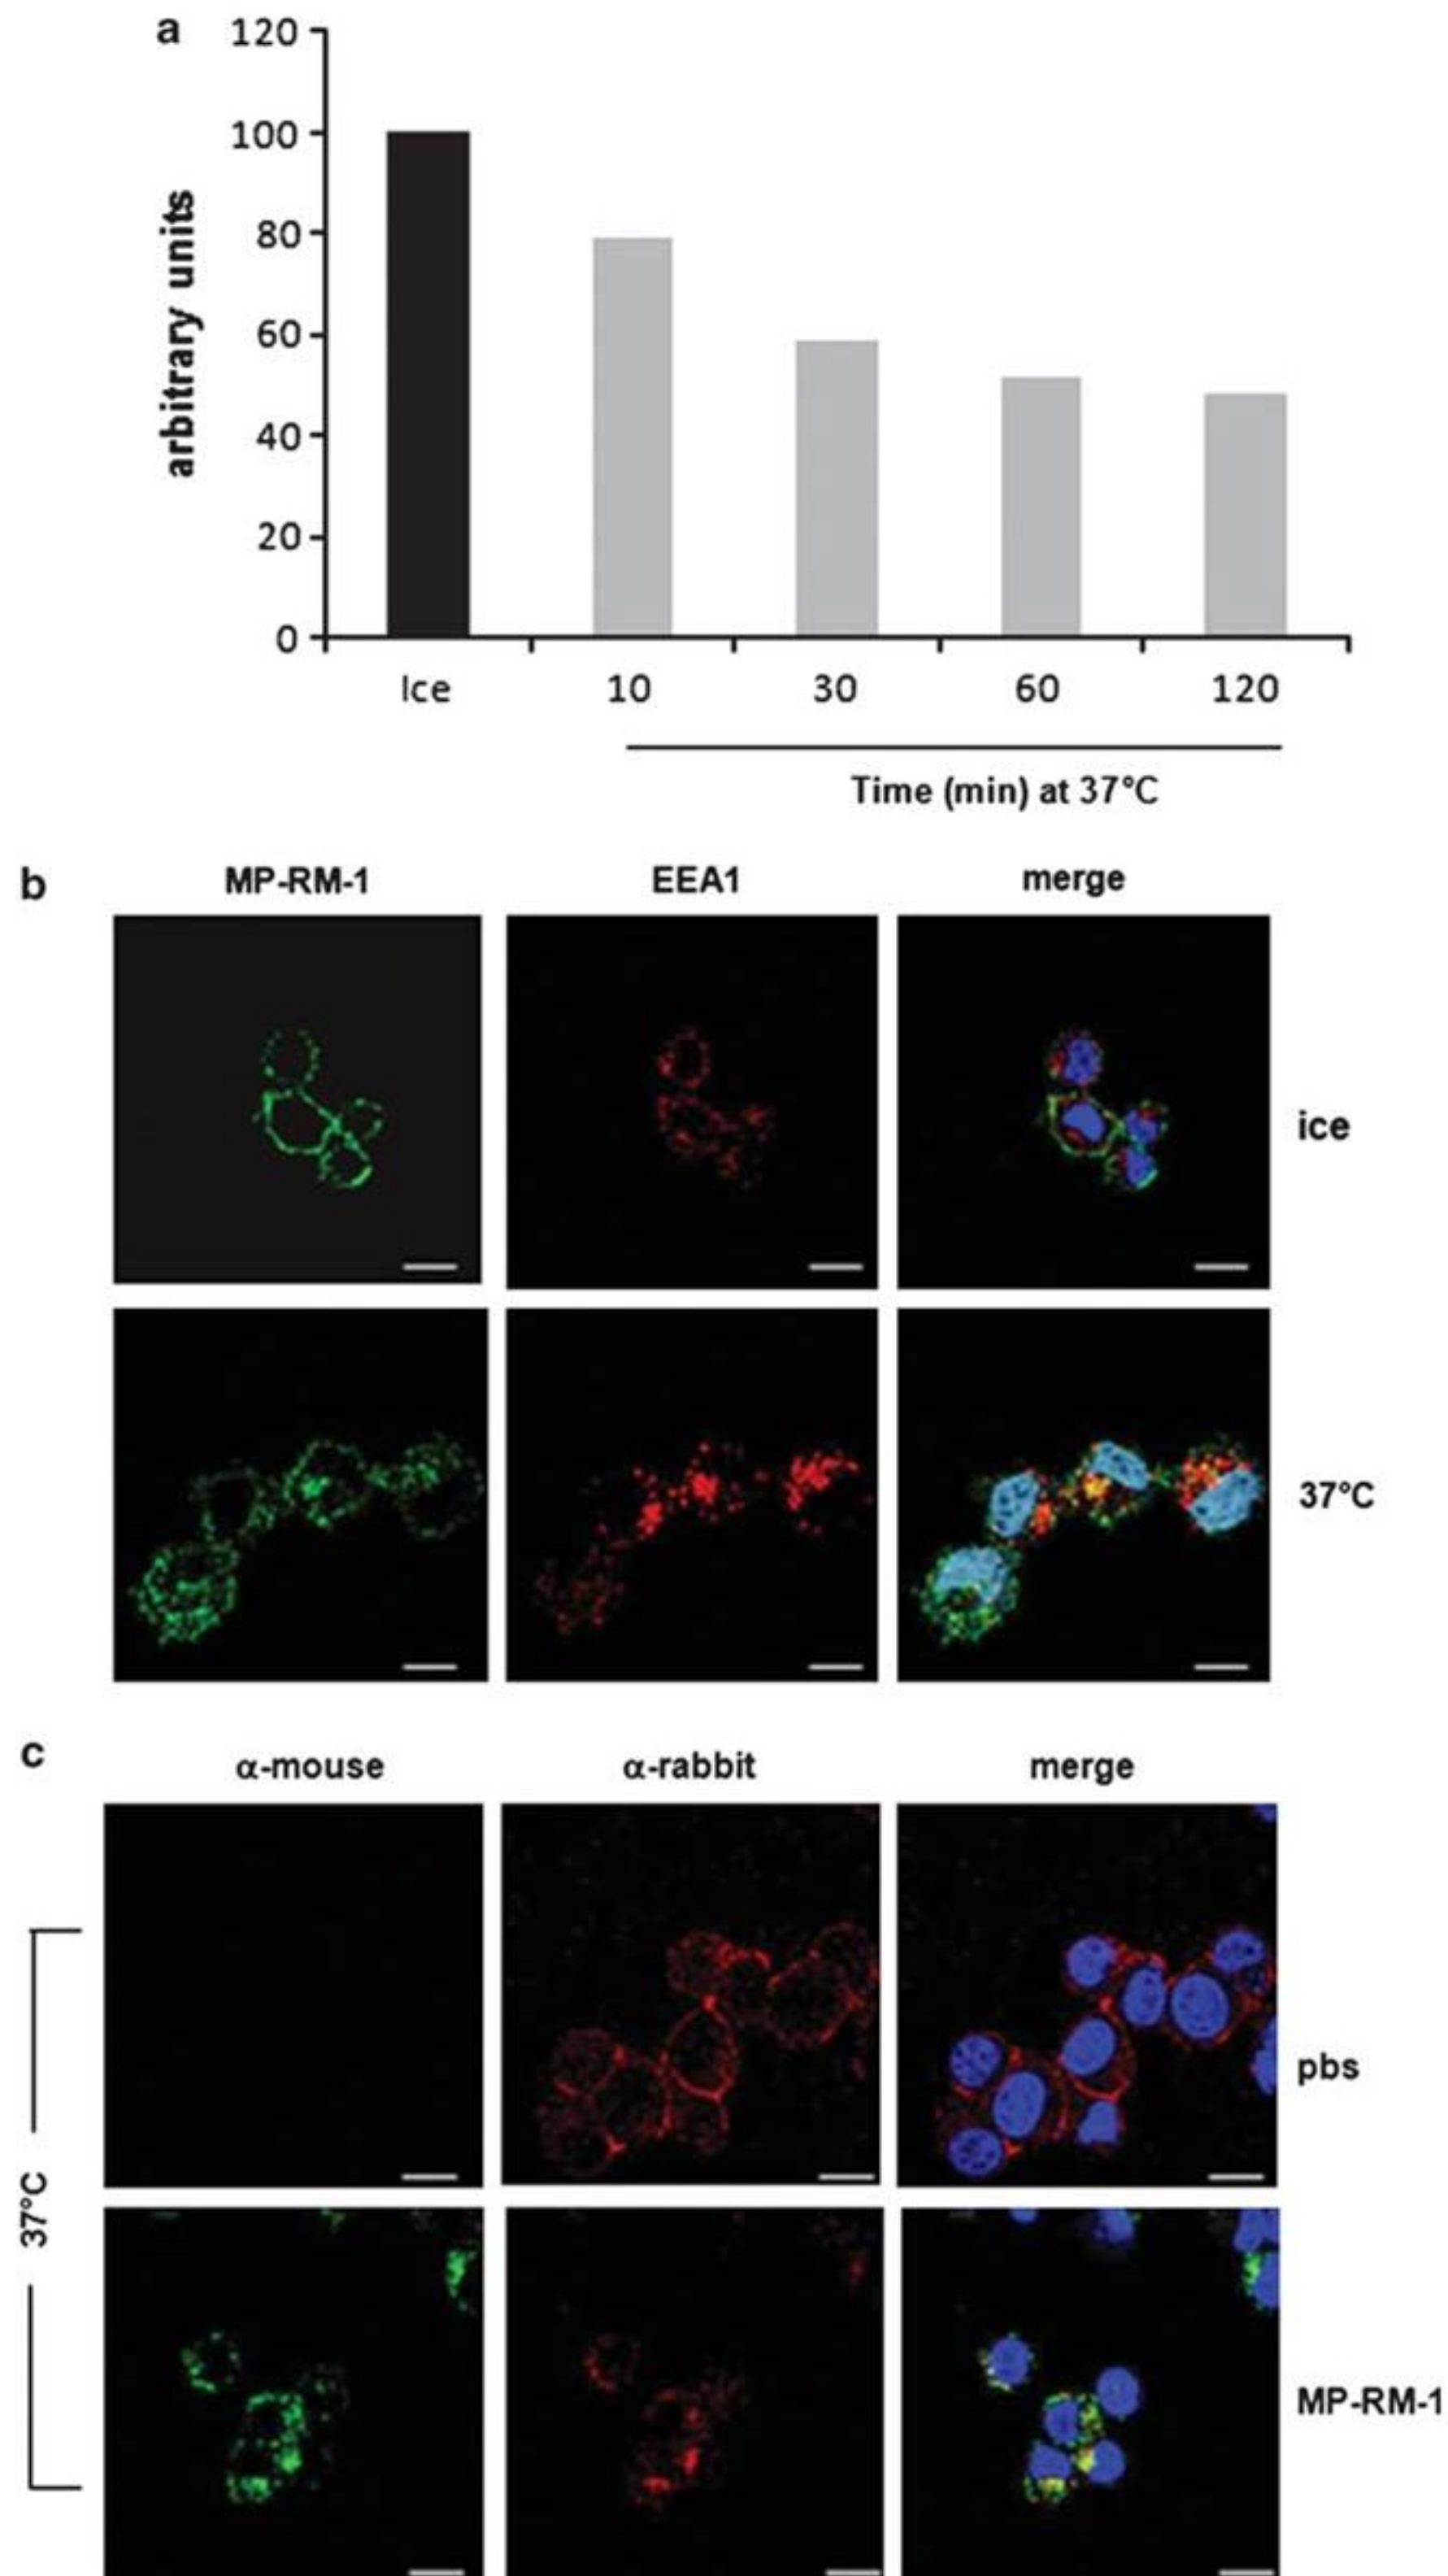 a
120
100
80
60
40
20
0
arbitrary units
Ice 10 30 60 120
Time (min) at 37°C
b
MP-RM-1 EEA1 merge
ice
37°C
c
α-mouse α-rabbit merge
37°C
pbs
MP-RM-1